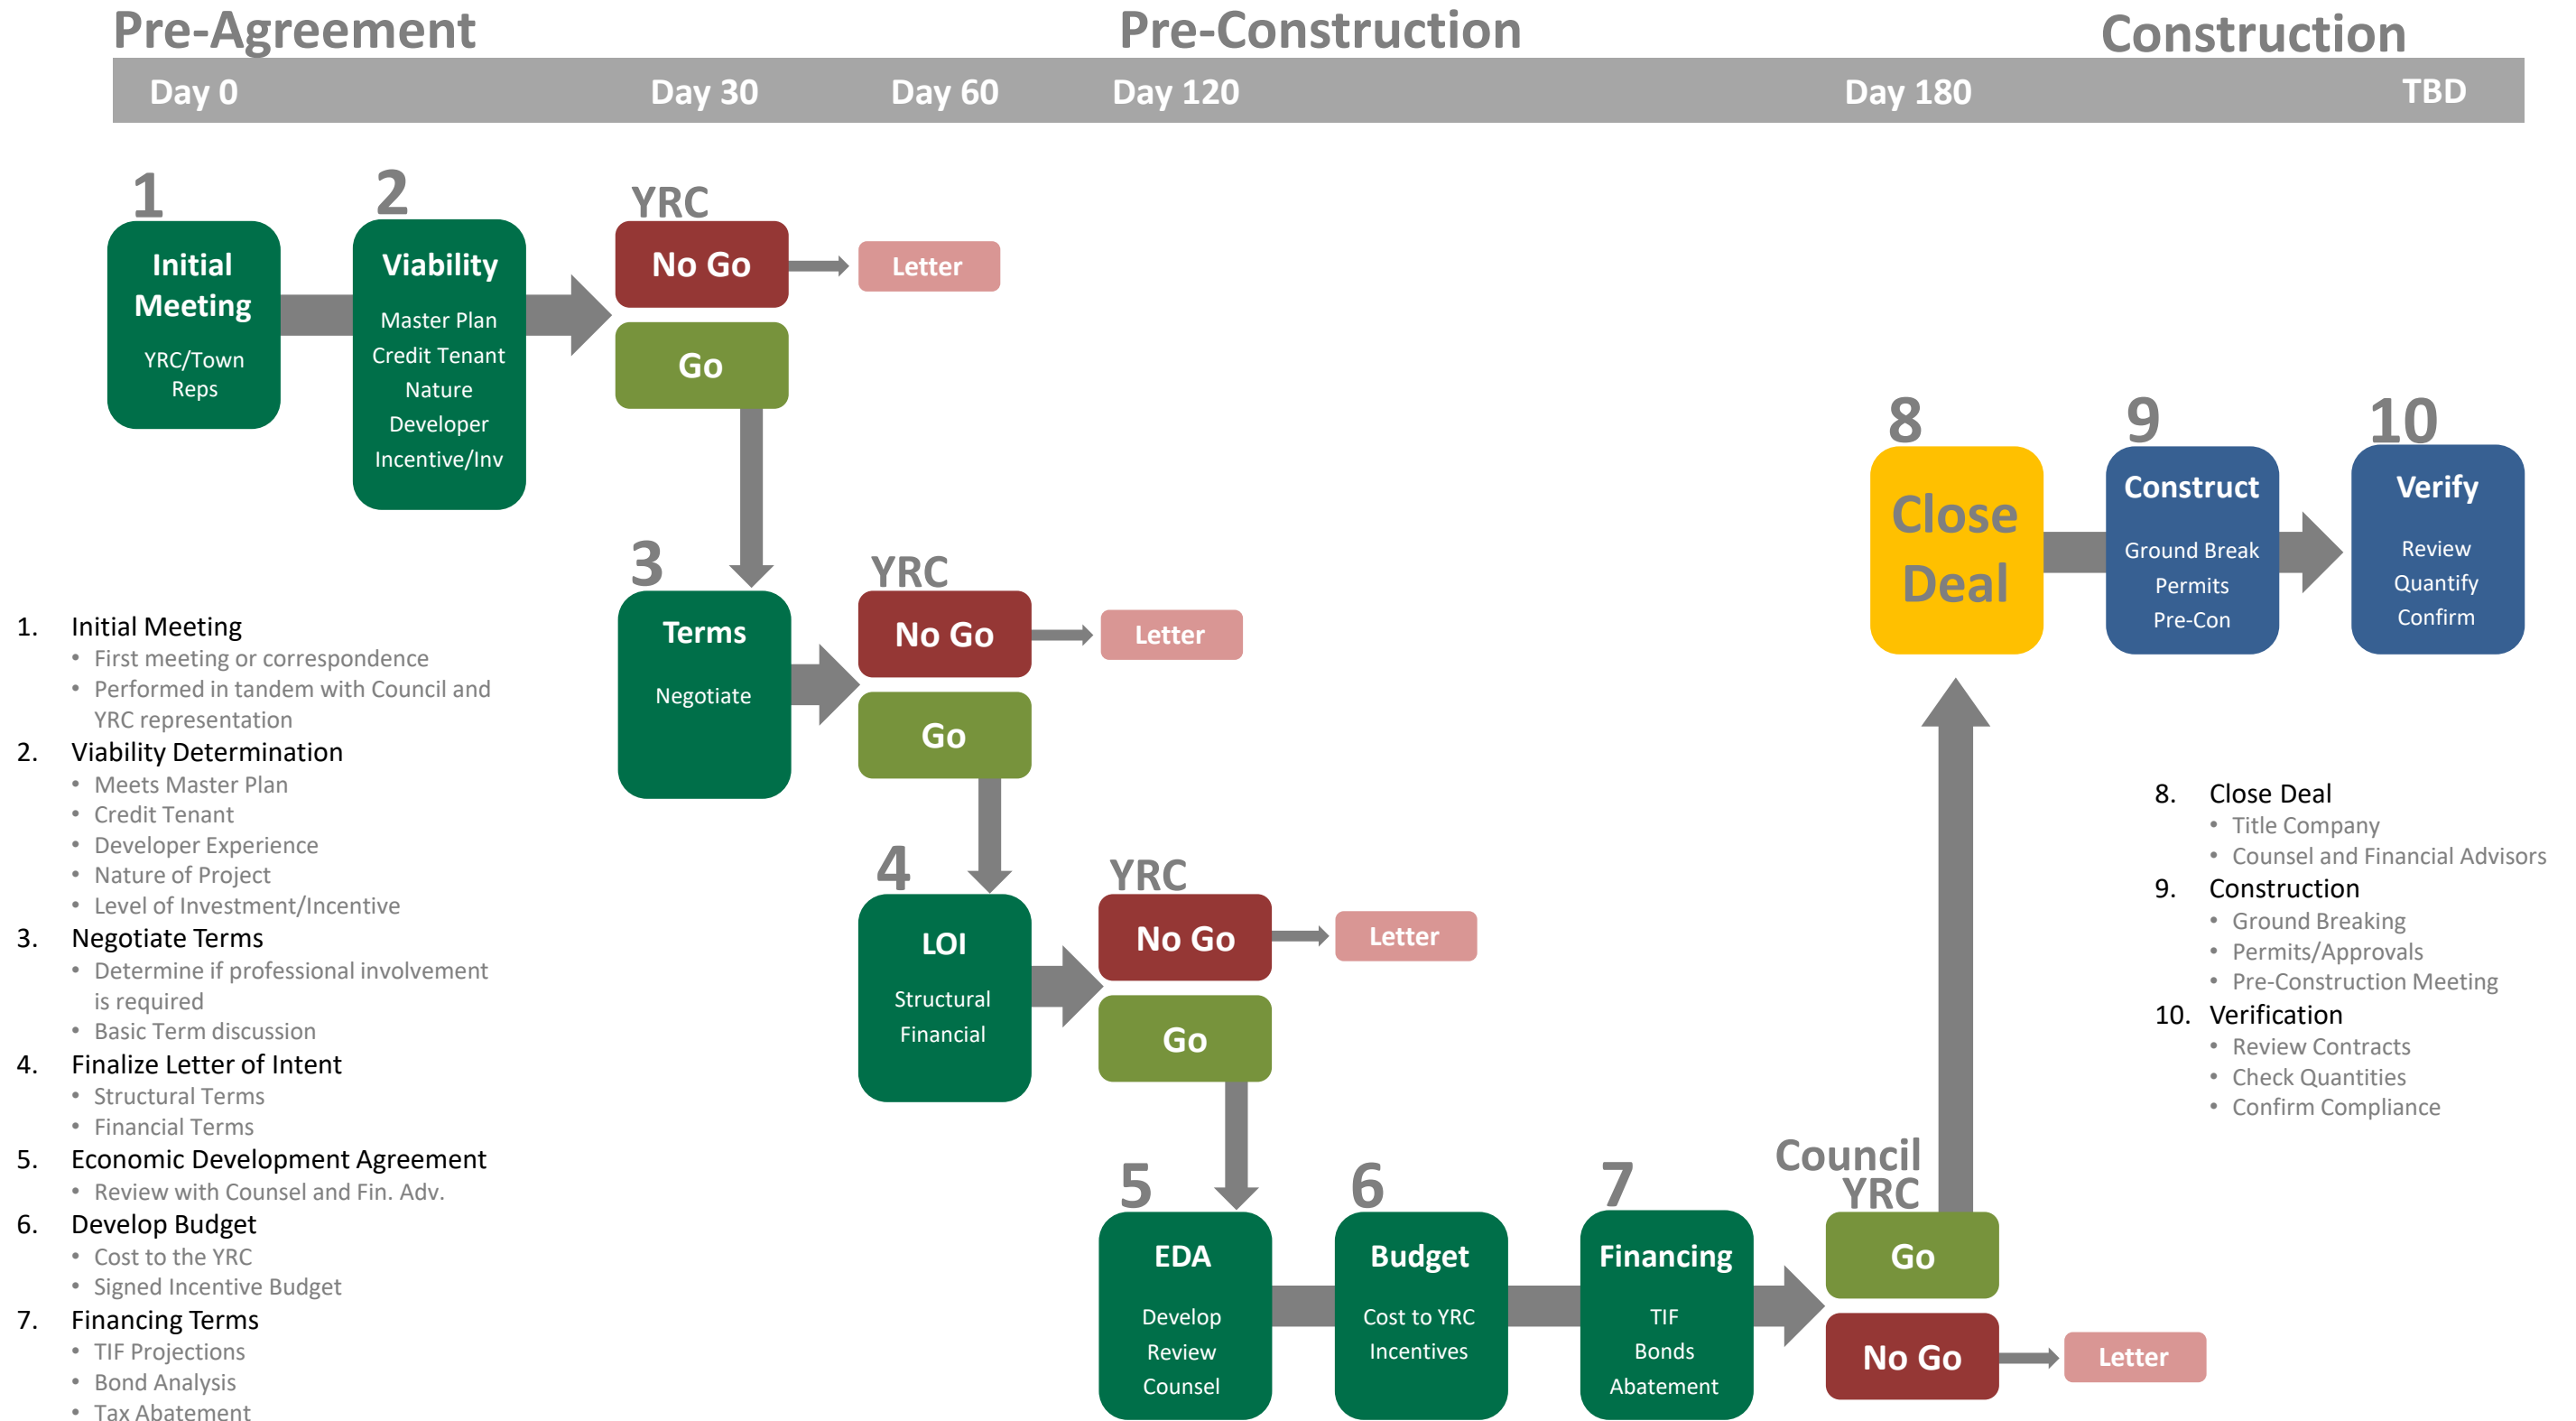 Pre-Agreement
Pre-Construction
Construction
Day 0
Day 30
Day 60
Day 120
Day 180
TBD
1
Initial
Meeting
YRC/Town
Reps
2
Viability
Master Plan
Credit Tenant
Nature
Developer
Incentive/Inv
YRC
No Go
Letter
Go
3
Terms
Negotiate
YRC
No Go
Letter
Go
4
LOI
Structural
Financial
YRC
No Go
Letter
Go
5
EDA
Develop
Review
Counsel
6
Budget
Cost to YRC
Incentives
7
Financing
TIF
Bonds
Abatement
Council
YRC
Go
No Go
Letter
8
Close
Deal
9
Construct
Ground Break
Permits
Pre-Con
10
Verify
Review
Quantify
Confirm
1. Initial Meeting
• First meeting or correspondence
• Performed in tandem with Council and
YRC representation
2. Viability Determination
• Meets Master Plan
• Credit Tenant
• Developer Experience
• Nature of Project
• Level of Investment/Incentive
3. Negotiate Terms
• Determine if professional involvement
is required
• Basic Term discussion
4. Finalize Letter of Intent
• Structural Terms
• Financial Terms
5. Economic Development Agreement
• Review with Counsel and Fin. Adv.
6. Develop Budget
• Cost to the YRC
• Signed Incentive Budget
7. Financing Terms
• TIF Projections
• Bond Analysis
• Tax Abatement
8. Close Deal
• Title Company
• Counsel and Financial Advisors
9. Construction
• Ground Breaking
• Permits/Approvals
• Pre-Construction Meeting
10. Verification
• Review Contracts
• Check Quantities
• Confirm Compliance